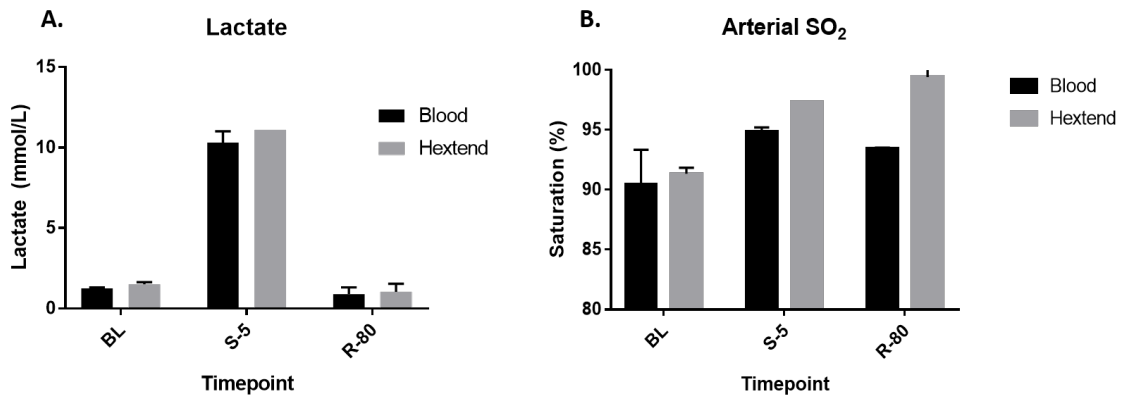 A.
Lactate
15
10
5
0
Lactate (mmol/L)
BL
S-5
R-80
Timepoint
Blood
Hextend
B.
Arterial SO₂
100
95
90
85
80
Saturation (%)
BL
S-5
R-80
Timepoint
Blood
Hextend